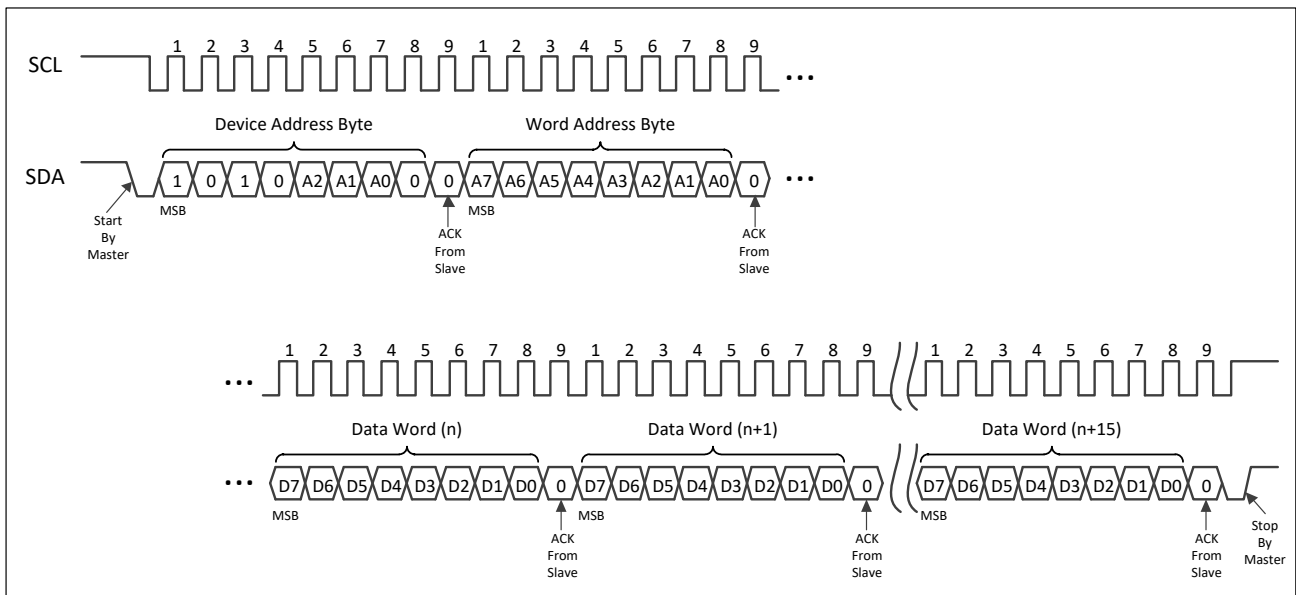 1 2 3 4 5 6 7 8 9 1 2 3 4 5 6 7 8 9
SCL
•••
Device Address Byte Word Address Byte
SDA
1 0 1 0 A2 A1 A0 0 0 A7 A6 A5 A4 A3 A2 A1 A0 0 •••
MSB MSB
Start
By
Master
ACK
From
Slave
ACK
From
Slave
1 2 3 4 5 6 7 8 9 1 2 3 4 5 6 7 8 9 1 2 3 4 5 6 7 8 9
•••
Data Word (n) Data Word (n+1) Data Word (n+15)
••• D7 D6 D5 D4 D3 D2 D1 D0 0 D7 D6 D5 D4 D3 D2 D1 D0 0 D7 D6 D5 D4 D3 D2 D1 D0 0
MSB MSB MSB
ACK
From
Slave
ACK
From
Slave
ACK
From
Slave
Stop
By
Master